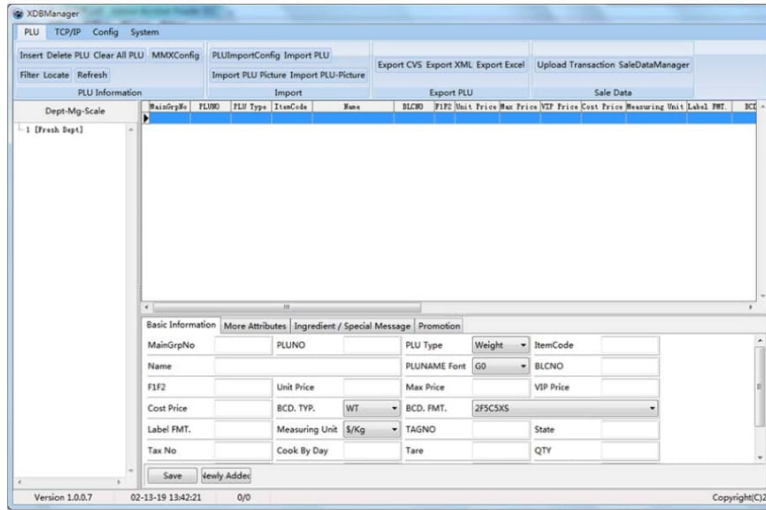 XDBManager
PLU TCP/IP Config System
Insert Delete PLU Clear All PLU MMXConfig PLUImportConfig Import PLU
Export CVS Export XML Export Excel Upload Transaction SaleDataManager
Filter Locate Refresh Import PLU Picture Import PLU-Picture
PLU Information Import Export PLU Sale Data
Dept-Mg-Scale
MainGrpNo PLUNO PLU Type ItemCode Name BLCNO F1F2 Unit Price Max Price VIP Price Cost Price Measuring Unit Label FMT. BCD
1 [Fresh Dept]
Basic Information More Attributes Ingredient / Special Message Promotion
MainGrpNo PLUNO PLU Type Weight ItemCode
Name PLUNAME Font G0 BLCNO
F1F2 Unit Price Max Price VIP Price
Cost Price BCD. TYP. WT BCD. FMT. 2F5C5XS
Label FMT. Measuring Unit $/Kg TAGNO State
Tax No Cook By Day Tare QTY
Save Newly Added
Version 1.0.0.7 02-13-19 13:42:21 0/0 Copyright(C)2